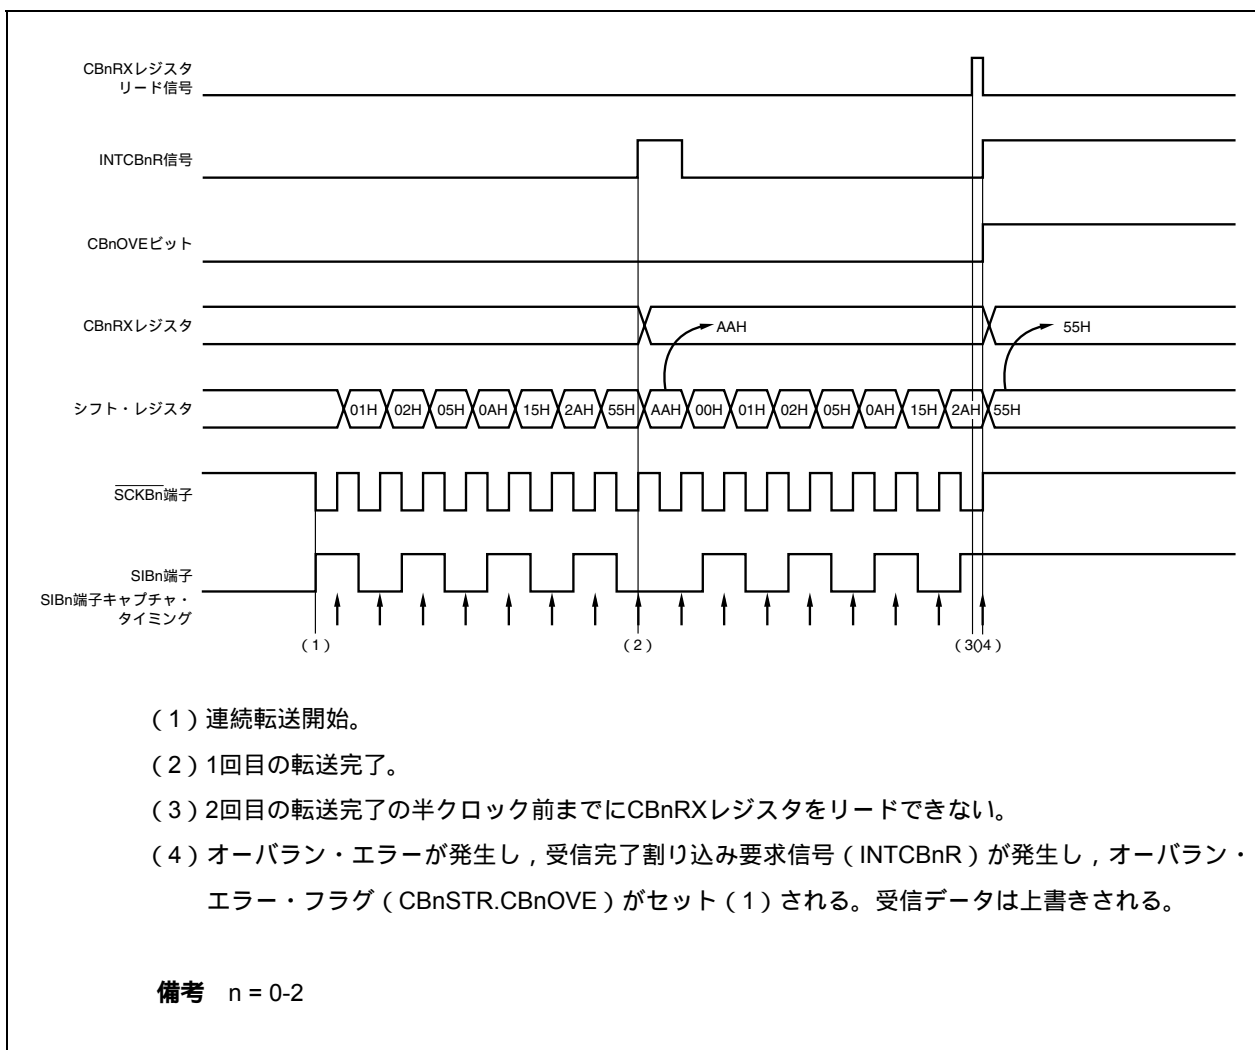 CBnRXレジスタ
リード信号
INTCBnR信号
CBnOVEビット
CBnRXレジスタ
AAH
55H
シフト・レジスタ
01H 02H 05H 0AH 15H 2AH 55H AAH 00H 01H 02H 05H 0AH 15H 2AH 55H
SCKBn端子
SIBn端子
SIBn端子キャプチャ・
タイミング
(1) (2) (3)(4)
(1)連続転送開始。
(2)1回目の転送完了。
(3)2回目の転送完了の半クロック前までにCBnRXレジスタをリードできない。
(4)オーバラン・エラーが発生し,受信完了割り込み要求信号(INTCBnR)が発生し,オーバラン・
エラー・フラグ(CBnSTR.CBnOVE)がセット(1)される。受信データは上書きされる。
備考 n = 0-2